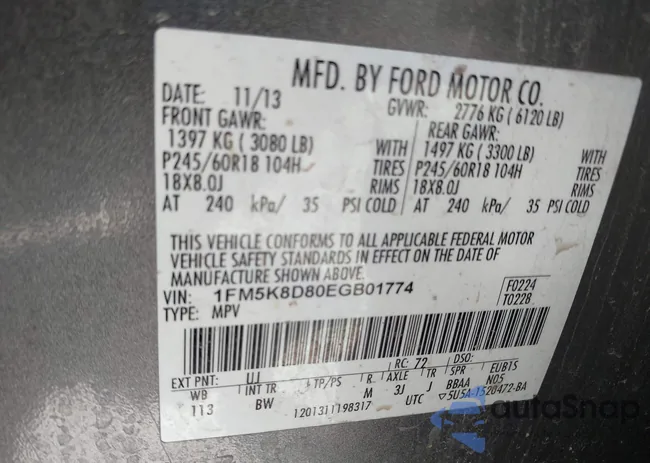 MFD. BY FORD MOTOR CO.
DATE: 11/13 GVWR: 2776 KG ( 6120 LB)
FRONT GAWR: REAR GAWR:
1397 KG ( 3080 LB) WITH 1497 KG ( 3300 LB) WITH
P245/60R18 104H TIRES P245/60R18 104H TIRES
18X8.0J RIMS 18X8.0J RIMS
AT 240 kPa/ 35 PSI COLD AT 240 kPa/ 35 PSI COLD
THIS VEHICLE CONFORMS TO ALL APPLICABLE FEDERAL MOTOR
VEHICLE SAFETY STANDARDS IN EFFECT ON THE DATE OF
MANUFACTURE SHOWN ABOVE.
VIN: 1FM5K8D80EGB01774 F0224
TYPE: MPV T0228
EXT PNT: UJ RC: 72 DSO:
WB INT TR TP/PS R AXLE TR SPR EUBTS
113 BW M 3J J BBAA N05
1201311198317 UTC ▽5U5A-1520472-BA
autoSnap